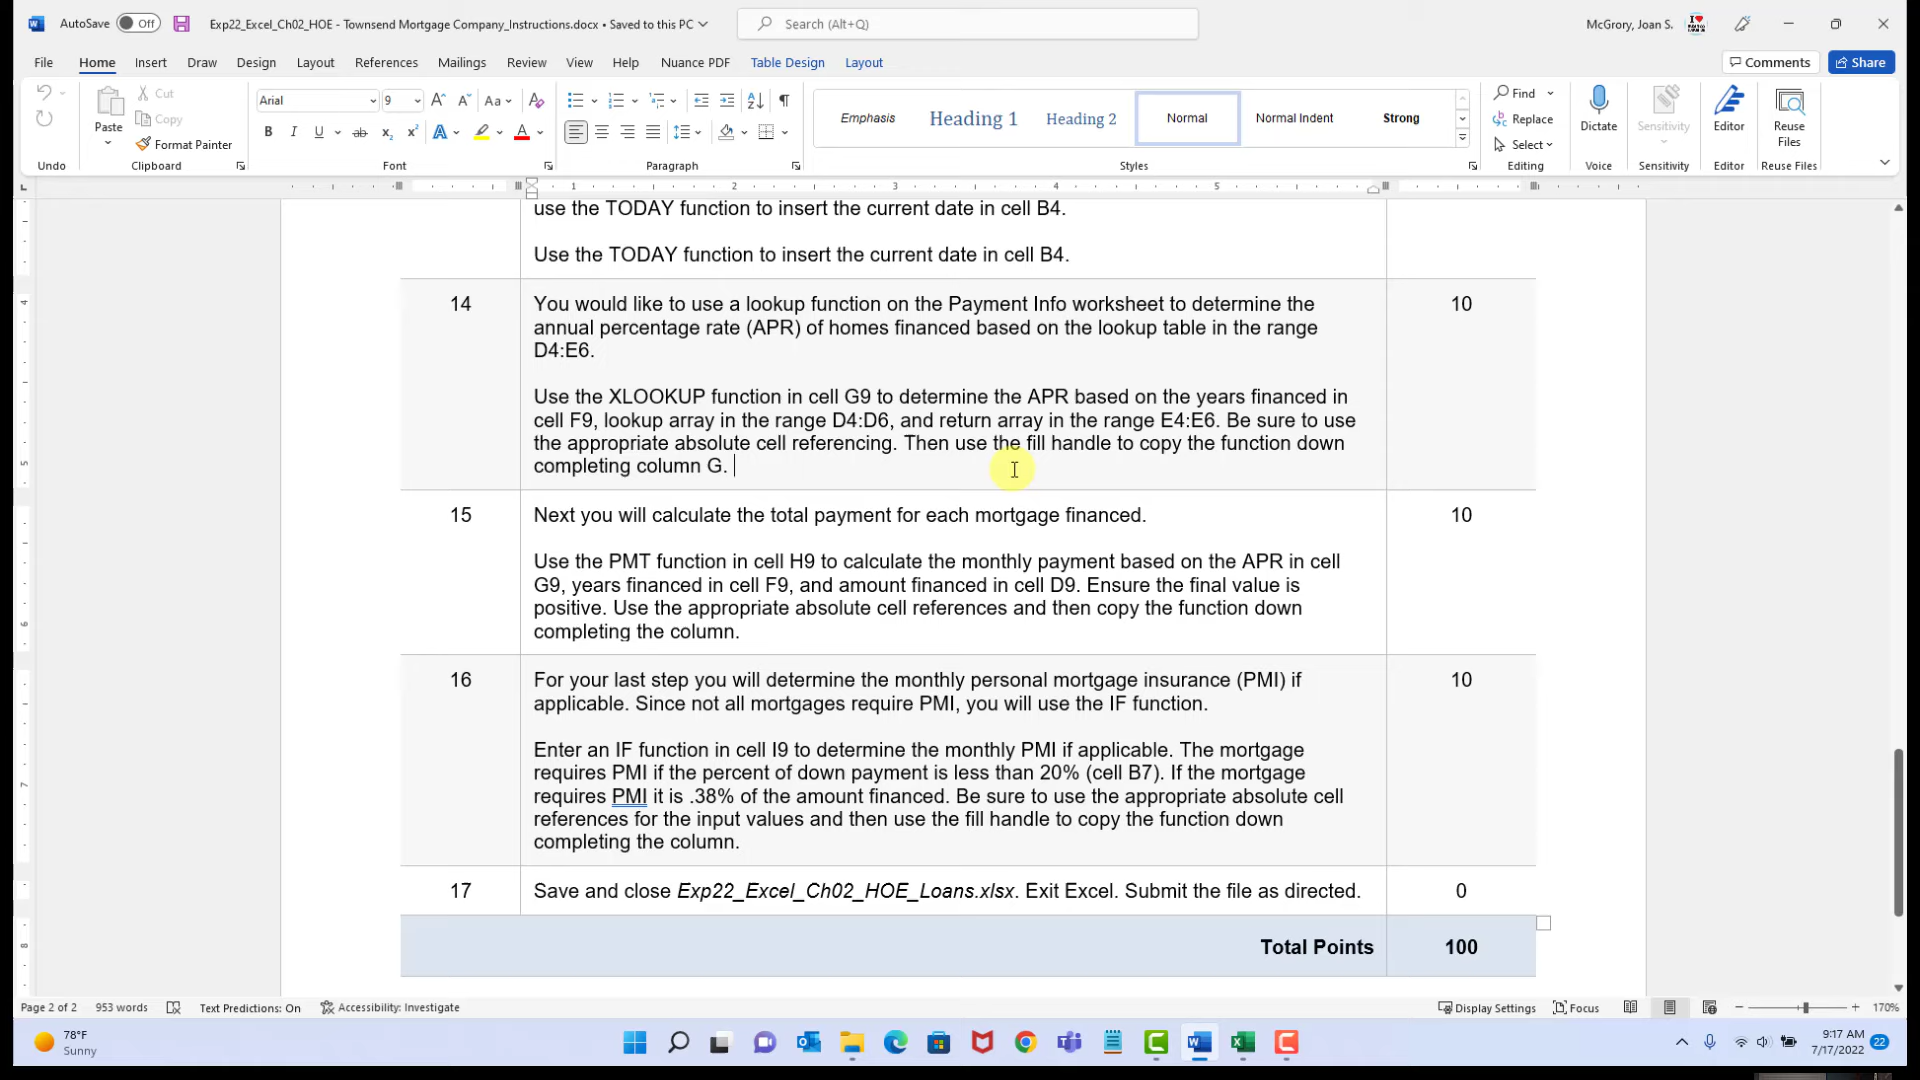 AutoSave Off Exp22_Excel_Ch02_HOE - Townsend Mortgage Company_Instructions.docx • Saved to this PC Search (Alt+Q) McGrory, Joan S.
File Home Insert Draw Design Layout References Mailings Review View Help Nuance PDF Table Design Layout Comments Share
Paste Cut Copy Format Painter Arial 9 Emphasis Heading 1 Heading 2 Normal Normal Indent Strong Find Replace Select Dictate Sensitivity Editor Reuse Files
Undo Clipboard Font Paragraph Styles Editing Voice Sensitivity Editor Reuse Files
use the TODAY function to insert the current date in cell B4.
Use the TODAY function to insert the current date in cell B4.
14 You would like to use a lookup function on the Payment Info worksheet to determine the 10
annual percentage rate (APR) of homes financed based on the lookup table in the range
D4:E6.
Use the XLOOKUP function in cell G9 to determine the APR based on the years financed in
cell F9, lookup array in the range D4:D6, and return array in the range E4:E6. Be sure to use
the appropriate absolute cell referencing. Then use the fill handle to copy the function down
completing column G.
15 Next you will calculate the total payment for each mortgage financed. 10
Use the PMT function in cell H9 to calculate the monthly payment based on the APR in cell
G9, years financed in cell F9, and amount financed in cell D9. Ensure the final value is
positive. Use the appropriate absolute cell references and then copy the function down
completing the column.
16 For your last step you will determine the monthly personal mortgage insurance (PMI) if 10
applicable. Since not all mortgages require PMI, you will use the IF function.
Enter an IF function in cell I9 to determine the monthly PMI if applicable. The mortgage
requires PMI if the percent of down payment is less than 20% (cell B7). If the mortgage
requires PMI it is .38% of the amount financed. Be sure to use the appropriate absolute cell
references for the input values and then use the fill handle to copy the function down
completing the column.
17 Save and close Exp22_Excel_Ch02_HOE_Loans.xlsx. Exit Excel. Submit the file as directed. 0
Total Points 100
Page 2 of 2 953 words Text Predictions: On Accessibility: Investigate Display Settings Focus 170%
78°F
Sunny
9:17 AM
7/17/2022 22